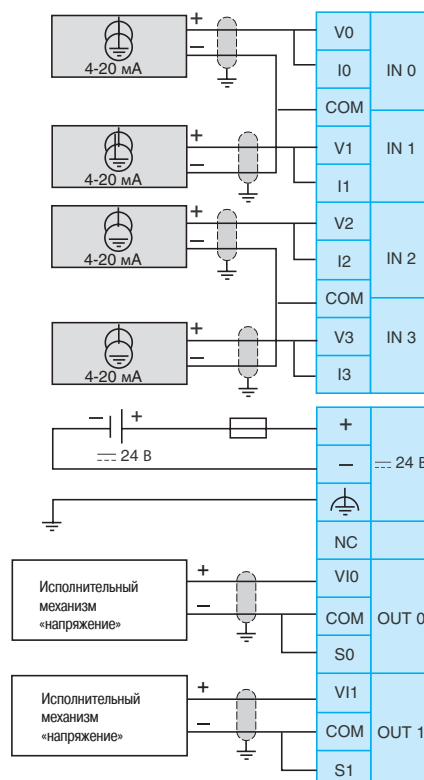 +
V0
−
4-20 мА
I0
IN 0
COM
+
V1
IN 1
−
4-20 мА
I1
+
V2
−
4-20 мА
I2
IN 2
COM
+
V3
IN 3
−
4-20 мА
I3
− +
+
24 В
−
24 В
NC
+
VI0
Исполнительный
механизм
«напряжение»
−
COM
OUT 0
S0
+
VI1
Исполнительный
механизм
«напряжение»
−
COM
OUT 1
S1